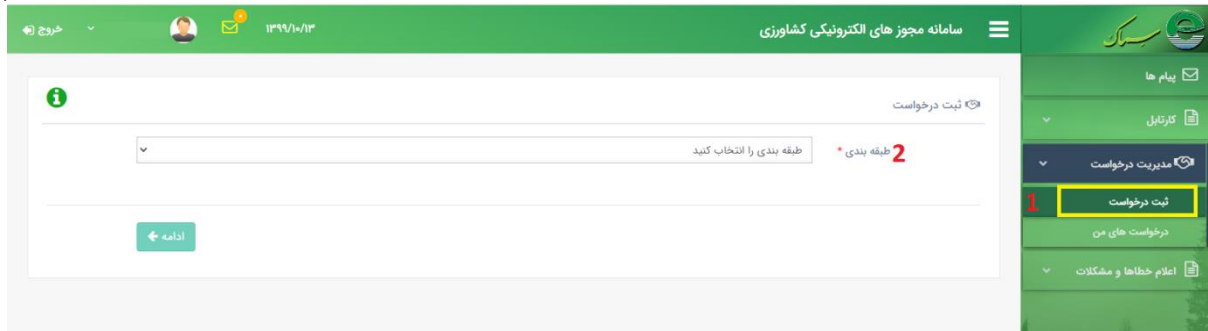 سماک
سامانه مجوز های الکترونیکی کشاورزی
۱۳۹۹/۱۰/۱۳
خروج
پیام ها
کارتابل
مدیریت درخواست
1 ثبت درخواست
درخواست های من
اعلام خطاها و مشکلات
ثبت درخواست
2 طبقه بندی *
طبقه بندی را انتخاب کنید
ادامه